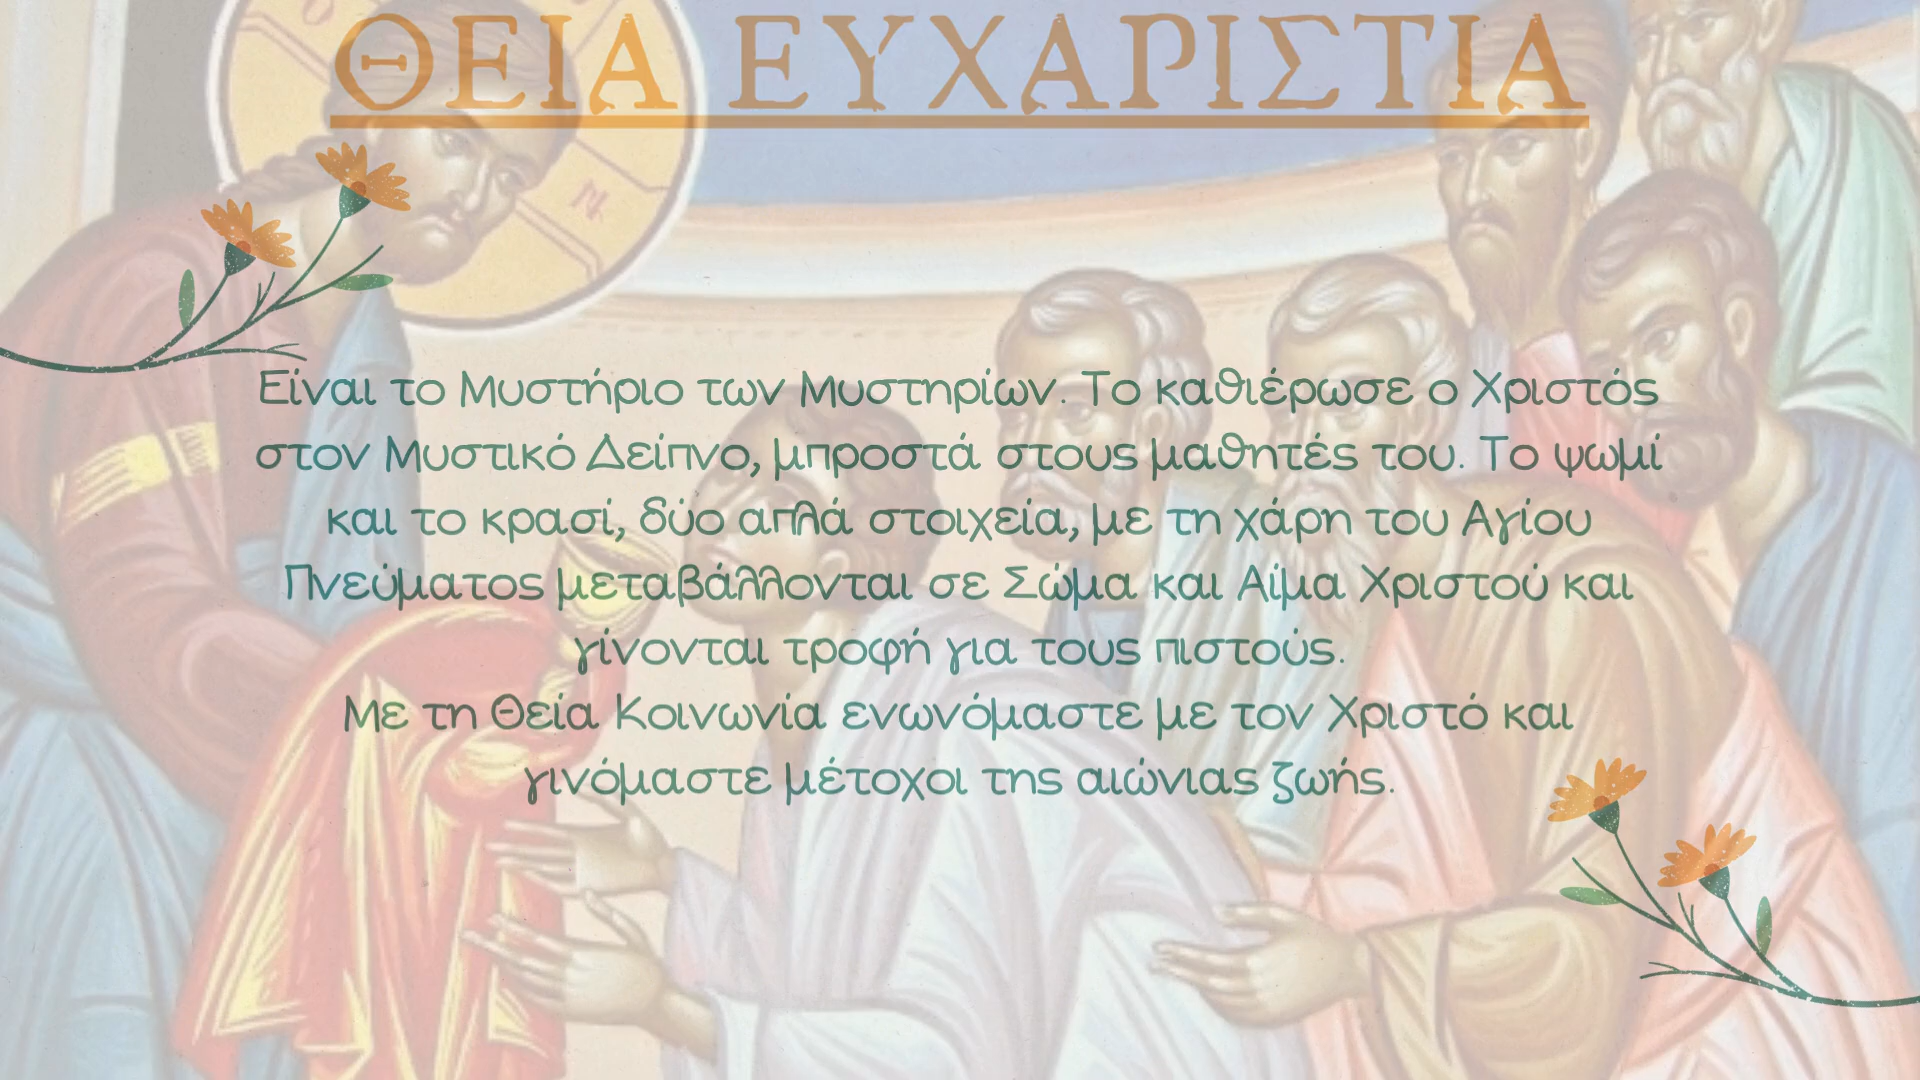 ΘΕΙΑ ΕΥΧΑΡΙΣΤΙΑ
Είναι το Μυστήριο των Μυστηρίων. Το καθιέρωσε ο Χριστός
στον Μυστικό Δείπνο, μπροστά στους μαθητές του. Το ψωμί
και το κρασί, δύο απλά στοιχεία, με τη χάρη του Αγίου
Πνεύματος μεταβάλλονται σε Σώμα και Αίμα Χριστού και
γίνονται τροφή για τους πιστούς.
Με τη Θεία Κοινωνία ενωνόμαστε με τον Χριστό και
γινόμαστε μέτοχοι της αιώνιας ζωής.